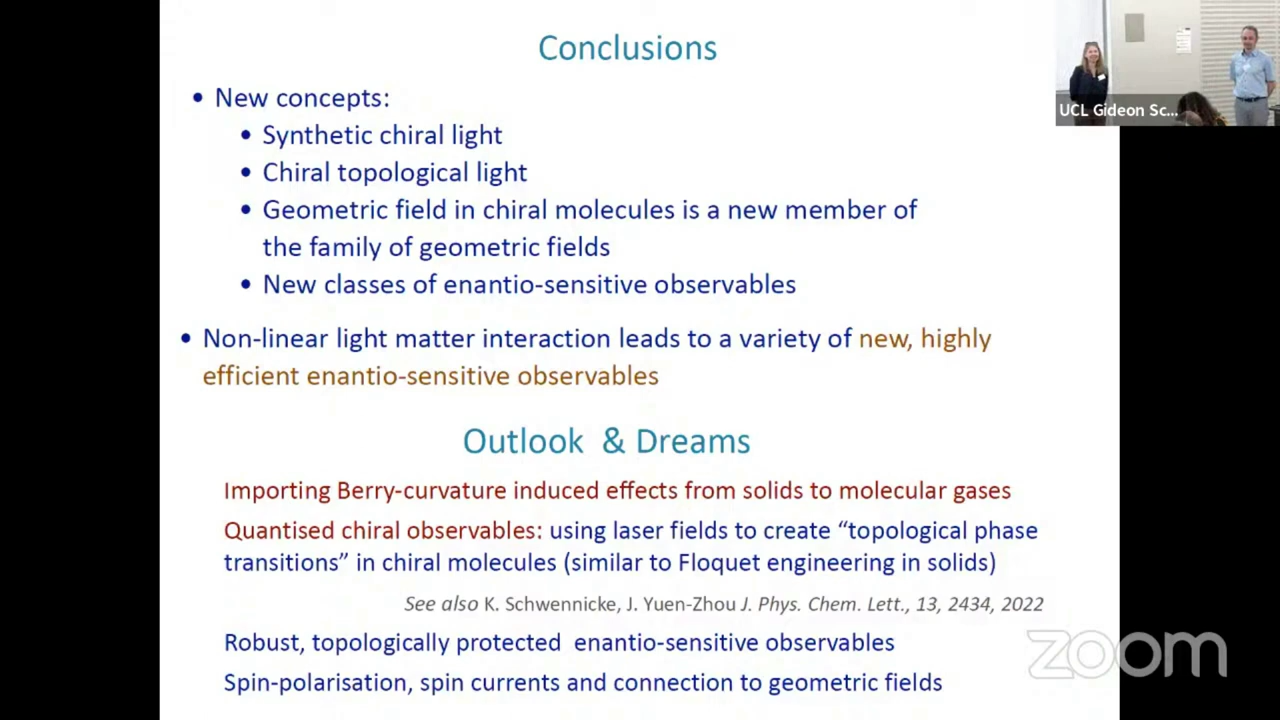 Conclusions
• New concepts:
• Synthetic chiral light
• Chiral topological light
• Geometric field in chiral molecules is a new member of
the family of geometric fields
• New classes of enantio-sensitive observables
• Non-linear light matter interaction leads to a variety of new, highly
efficient enantio-sensitive observables
Outlook & Dreams
Importing Berry-curvature induced effects from solids to molecular gases
Quantised chiral observables: using laser fields to create “topological phase
transitions” in chiral molecules (similar to Floquet engineering in solids)
See also K. Schwennicke, J. Yuen-Zhou J. Phys. Chem. Lett., 13, 2434, 2022
Robust, topologically protected enantio-sensitive observables
Spin-polarisation, spin currents and connection to geometric fields
UCL Gideon Sc...
zoom